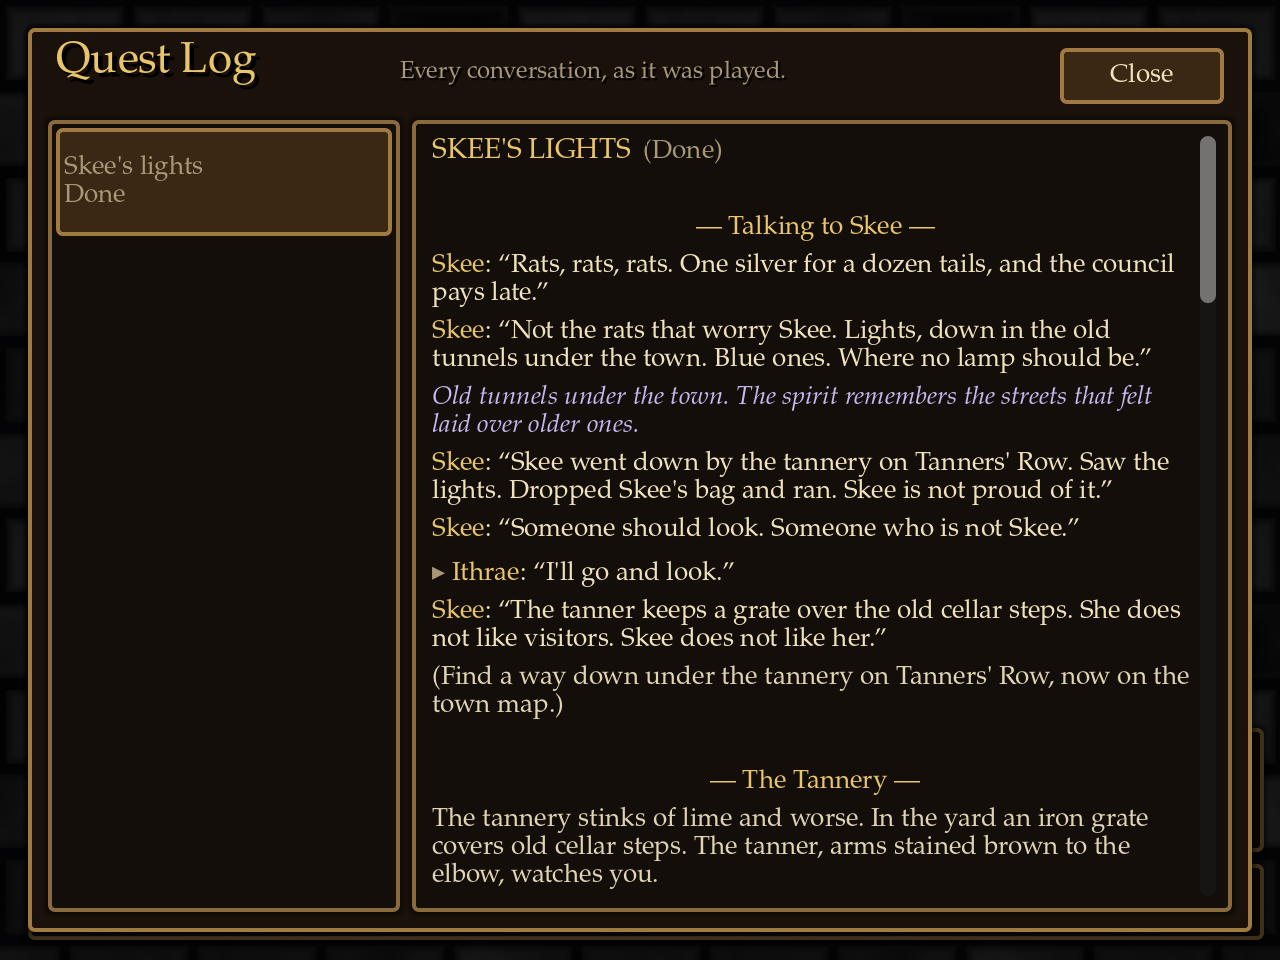 Quest Log
Every conversation, as it was played.
Close
Skee's lights
Done
SKEE'S LIGHTS (Done)
— Talking to Skee —
Skee: “Rats, rats, rats. One silver for a dozen tails, and the council
pays late.”
Skee: “Not the rats that worry Skee. Lights, down in the old
tunnels under the town. Blue ones. Where no lamp should be.”
Old tunnels under the town. The spirit remembers the streets that felt
laid over older ones.
Skee: “Skee went down by the tannery on Tanners' Row. Saw the
lights. Dropped Skee's bag and ran. Skee is not proud of it.”
Skee: “Someone should look. Someone who is not Skee.”
▸ Ithrae: “I'll go and look.”
Skee: “The tanner keeps a grate over the old cellar steps. She does
not like visitors. Skee does not like her.”
(Find a way down under the tannery on Tanners' Row, now on the
town map.)
— The Tannery —
The tannery stinks of lime and worse. In the yard an iron grate
covers old cellar steps. The tanner, arms stained brown to the
elbow, watches you.